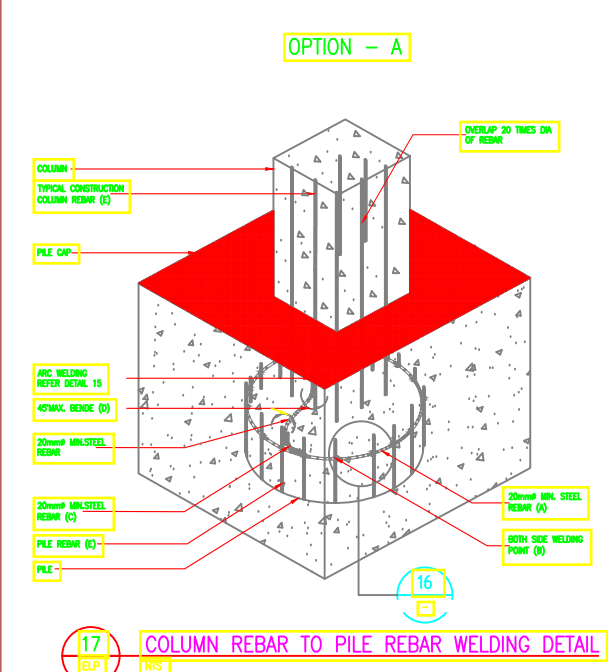 OPTION - A
OVERLAP 20 TIMES DIA
OF REBAR
COLUMN
TYPICAL CONSTRUCTION
COLUMN REBAR (E)
PILE CAP
ARC WELDING
REFER DETAIL 15
45°MAX. BENDE (D)
20mmø MIN.STEEL
REBAR
20mmø MIN.STEEL
REBAR (C)
PILE REBAR (E)
PILE
20mmø MIN. STEEL
REBAR (A)
BOTH SIDE WELDING
POINT (B)
16
-
17
COLUMN REBAR TO PILE REBAR WELDING DETAIL
ELP
NTS